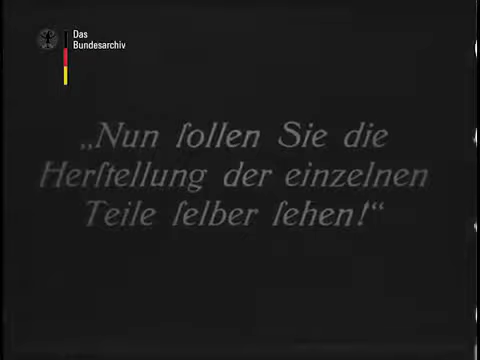 Das
Bundesarchiv
„Nun ſollen Sie die
Herſtellung der einzelnen
Teile ſelber ſehen!“